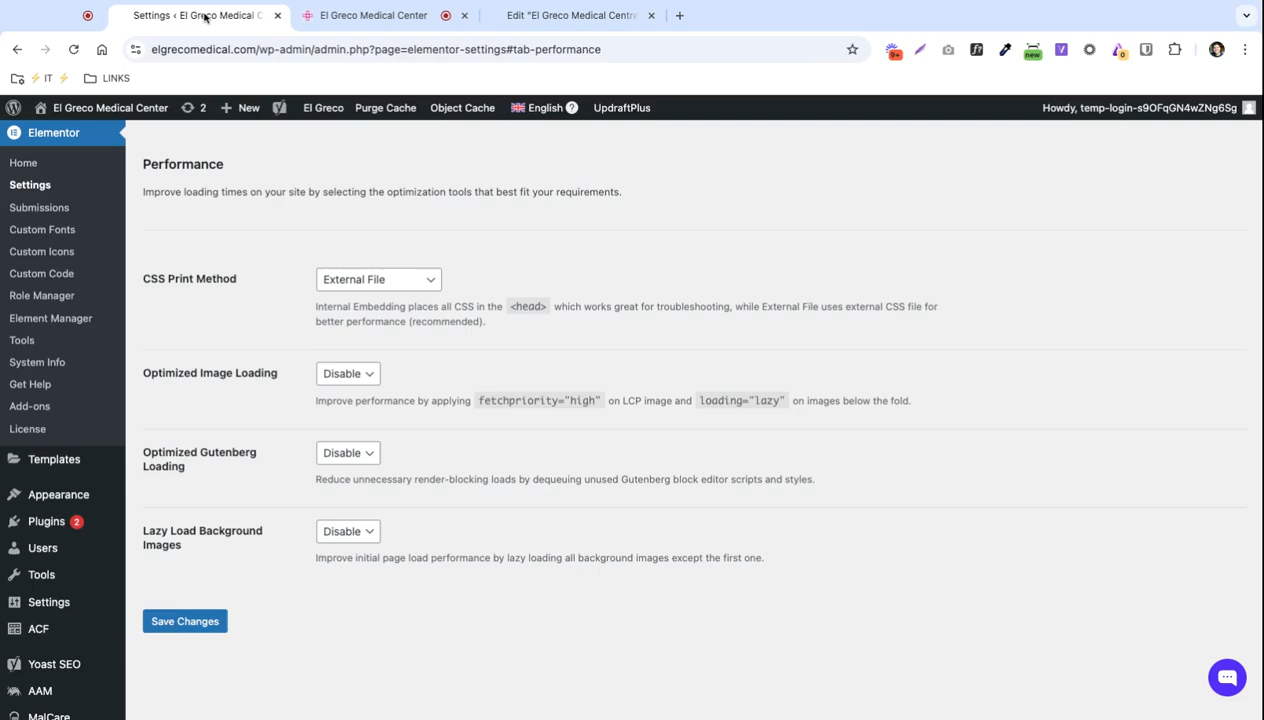 Settings ‹ El Greco Medical C
El Greco Medical Center
Edit "El Greco Medical Centre
elgrecomedical.com/wp-admin/admin.php?page=elementor-settings#tab-performance
9+
new
0
IT
LINKS
El Greco Medical Center
2
New
El Greco
Purge Cache
Object Cache
English
?
UpdraftPlus
Howdy, temp-login-s9OFqGN4wZNg6Sg
Elementor
Home
Settings
Submissions
Custom Fonts
Custom Icons
Custom Code
Role Manager
Element Manager
Tools
System Info
Get Help
Add-ons
License
Templates
Appearance
Plugins 2
Users
Tools
Settings
ACF
Yoast SEO
AAM
MalCare
Performance
Improve loading times on your site by selecting the optimization tools that best fit your requirements.
CSS Print Method
External File
Internal Embedding places all CSS in the <head> which works great for troubleshooting, while External File uses external CSS file for
better performance (recommended).
Optimized Image Loading
Disable
Improve performance by applying fetchpriority="high" on LCP image and loading="lazy" on images below the fold.
Optimized Gutenberg
Loading
Disable
Reduce unnecessary render-blocking loads by dequeuing unused Gutenberg block editor scripts and styles.
Lazy Load Background
Images
Disable
Improve initial page load performance by lazy loading all background images except the first one.
Save Changes